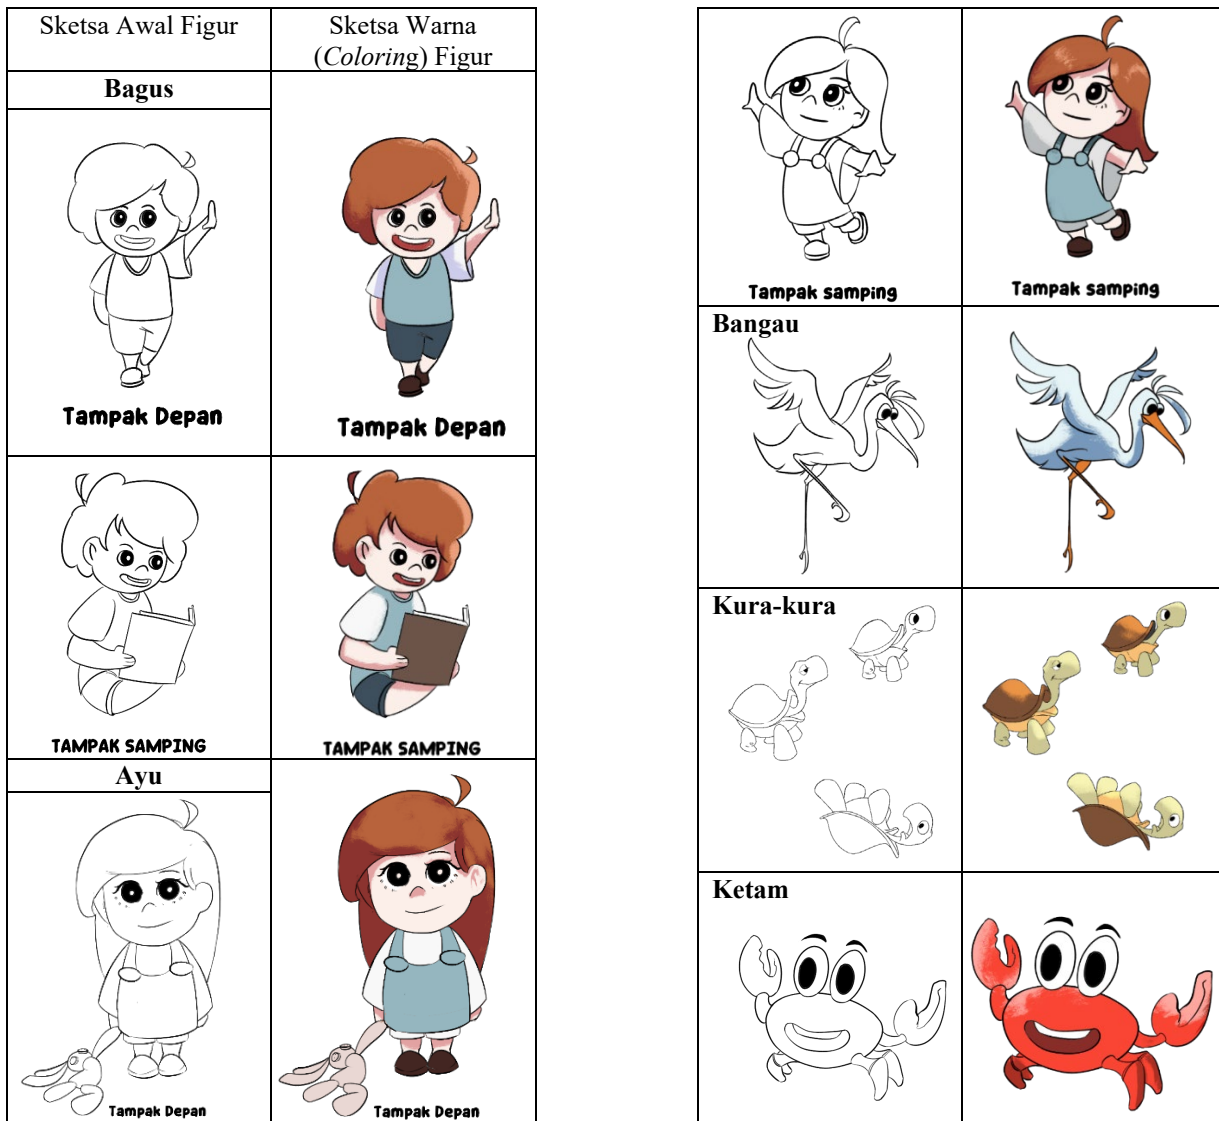 Sketsa Awal Figur
Sketsa Warna
(Coloring) Figur
Bagus
Tampak Depan
Tampak Depan
TAMPAK SAMPING
TAMPAK SAMPING
Ayu
Tampak Depan
Tampak Depan
Tampak samping
Tampak samping
Bangau
Kura-kura
Ketam